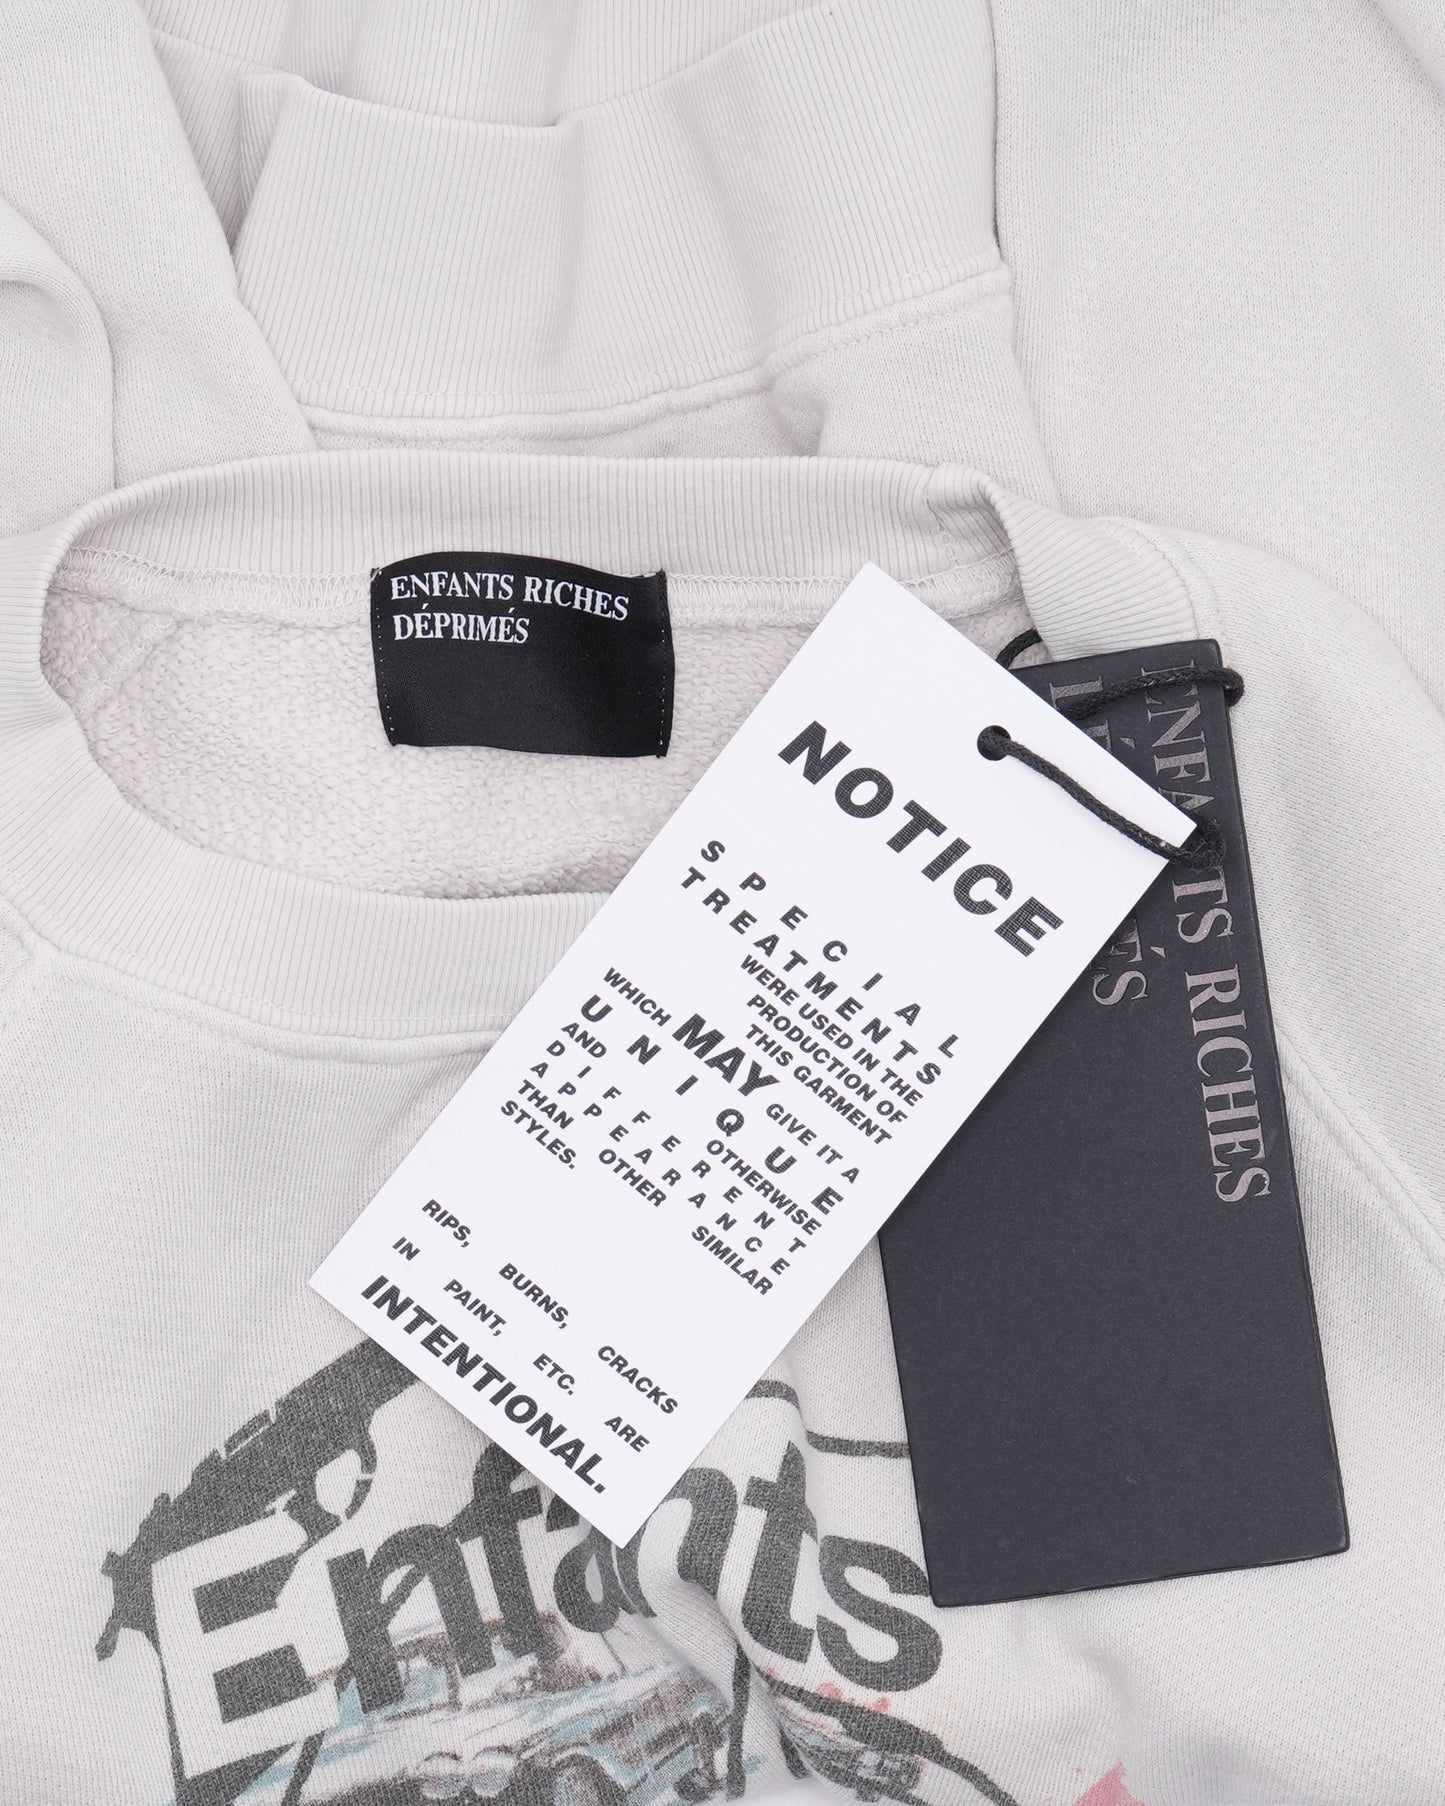 ENFANTS RICHES
DÉPRIMÉS
NOTICE
SPECIAL
TREATMENTS
WERE USED IN THE
PRODUCTION OF
THIS GARMENT
WHICH MAY GIVE IT A
UNIQUE
AND OTHERWISE
DIFFERENT
APPEARANCE
THAN OTHER SIMILAR
STYLES.
RIPS, BURNS, CRACKS
IN PAINT, ETC. ARE
INTENTIONAL.
ENFANTS RICHES
Enfants